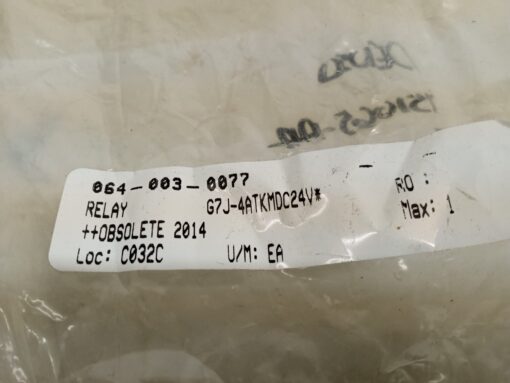 064-003-0077
RELAY G7J-4ATKMDC24V* RO :
++OBSOLETE 2014 Max: 1
Loc: C032C U/M: EA